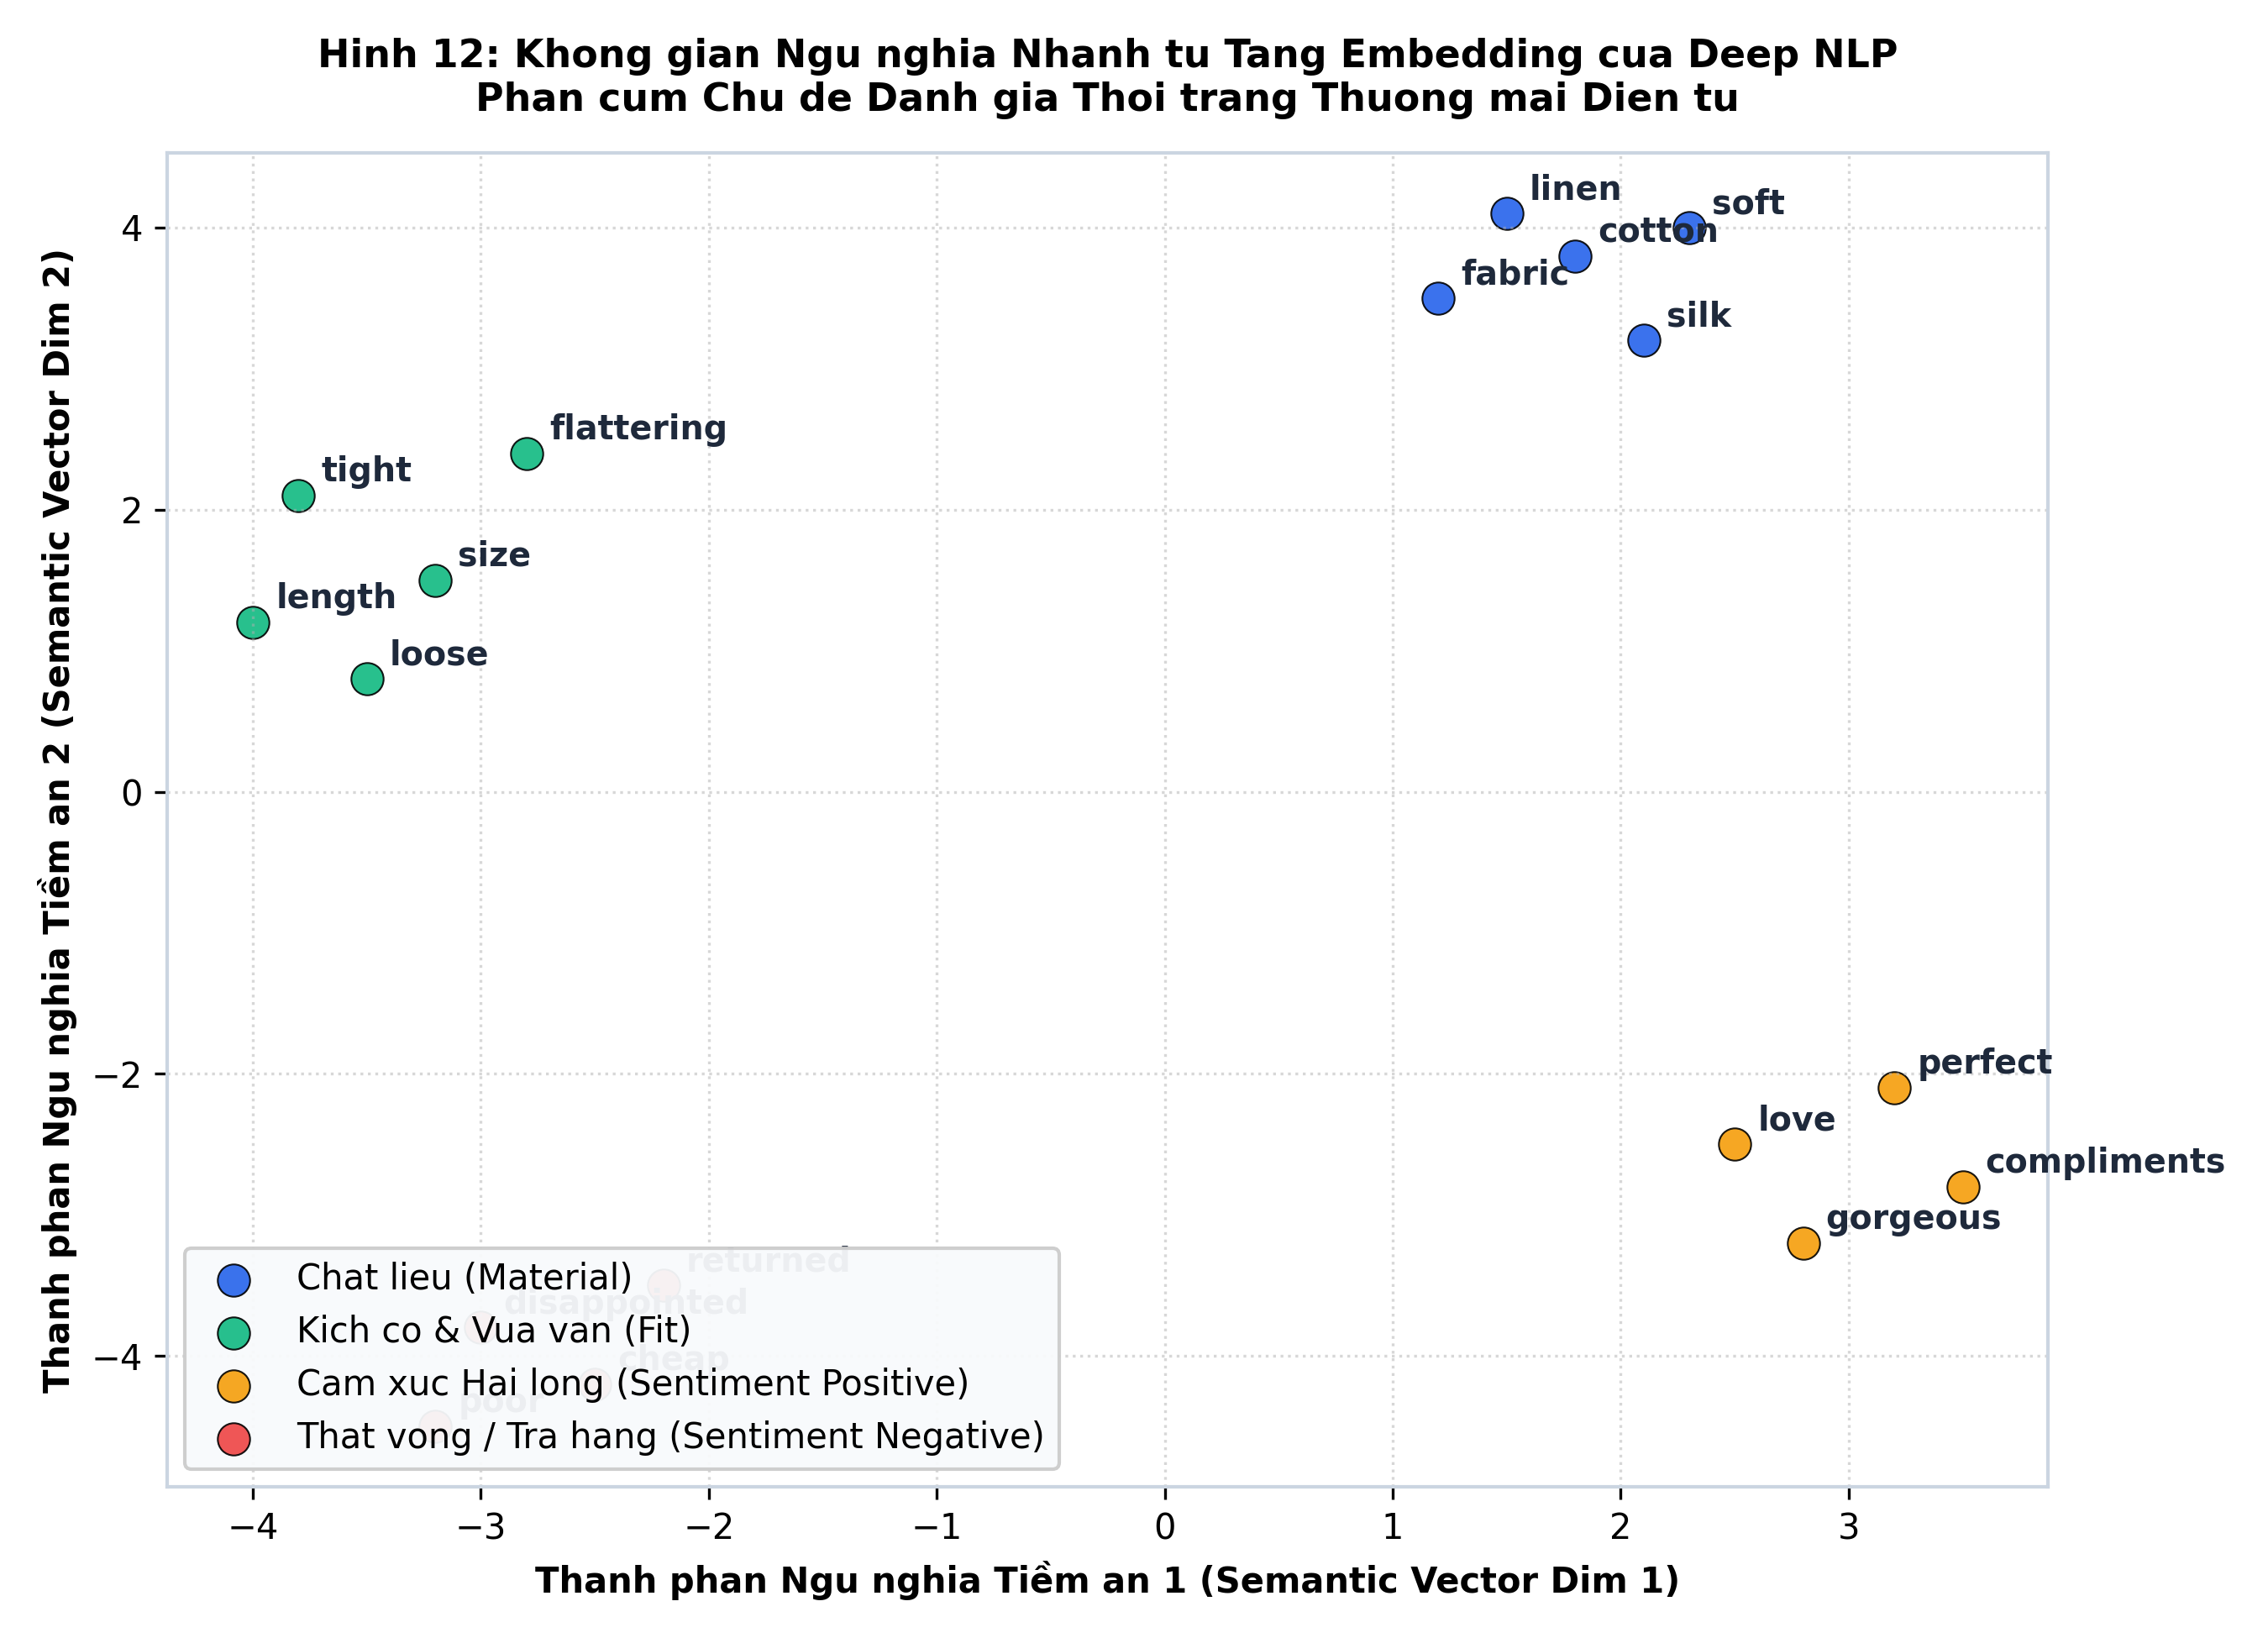 Hinh 12: Khong gian Ngu nghia Nhanh tu Tang Embedding cua Deep NLP
Phan cum Chu de Danh gia Thoi trang Thuong mai Dien tu
Thanh phan Ngu nghia Tiềm an 2 (Semantic Vector Dim 2)
4
2
0
−2
−4
linen
soft
cotton
fabric
silk
flattering
tight
size
length
loose
perfect
love
compliments
gorgeous
returned
disappointed
cheap
poor
Chat lieu (Material)
Kich co & Vua van (Fit)
Cam xuc Hai long (Sentiment Positive)
That vong / Tra hang (Sentiment Negative)
−4
−3
−2
−1
0
1
2
3
Thanh phan Ngu nghia Tiềm an 1 (Semantic Vector Dim 1)